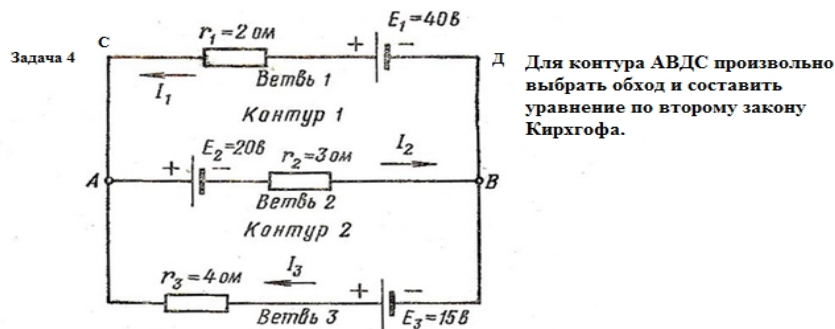 Задача 4
С
r₁=2 ом
+ −
E₁=40в
Д
I₁
Ветвь 1
Контур 1
+ −
E₂=20в
r₂=3 ом
I₂
А
В
Ветвь 2
Контур 2
r₃=4 ом
I₃
+ −
Ветвь 3
E₃=15в
Для контура АВДС произвольно
выбрать обход и составить
уравнение по второму закону
Кирхгофа.